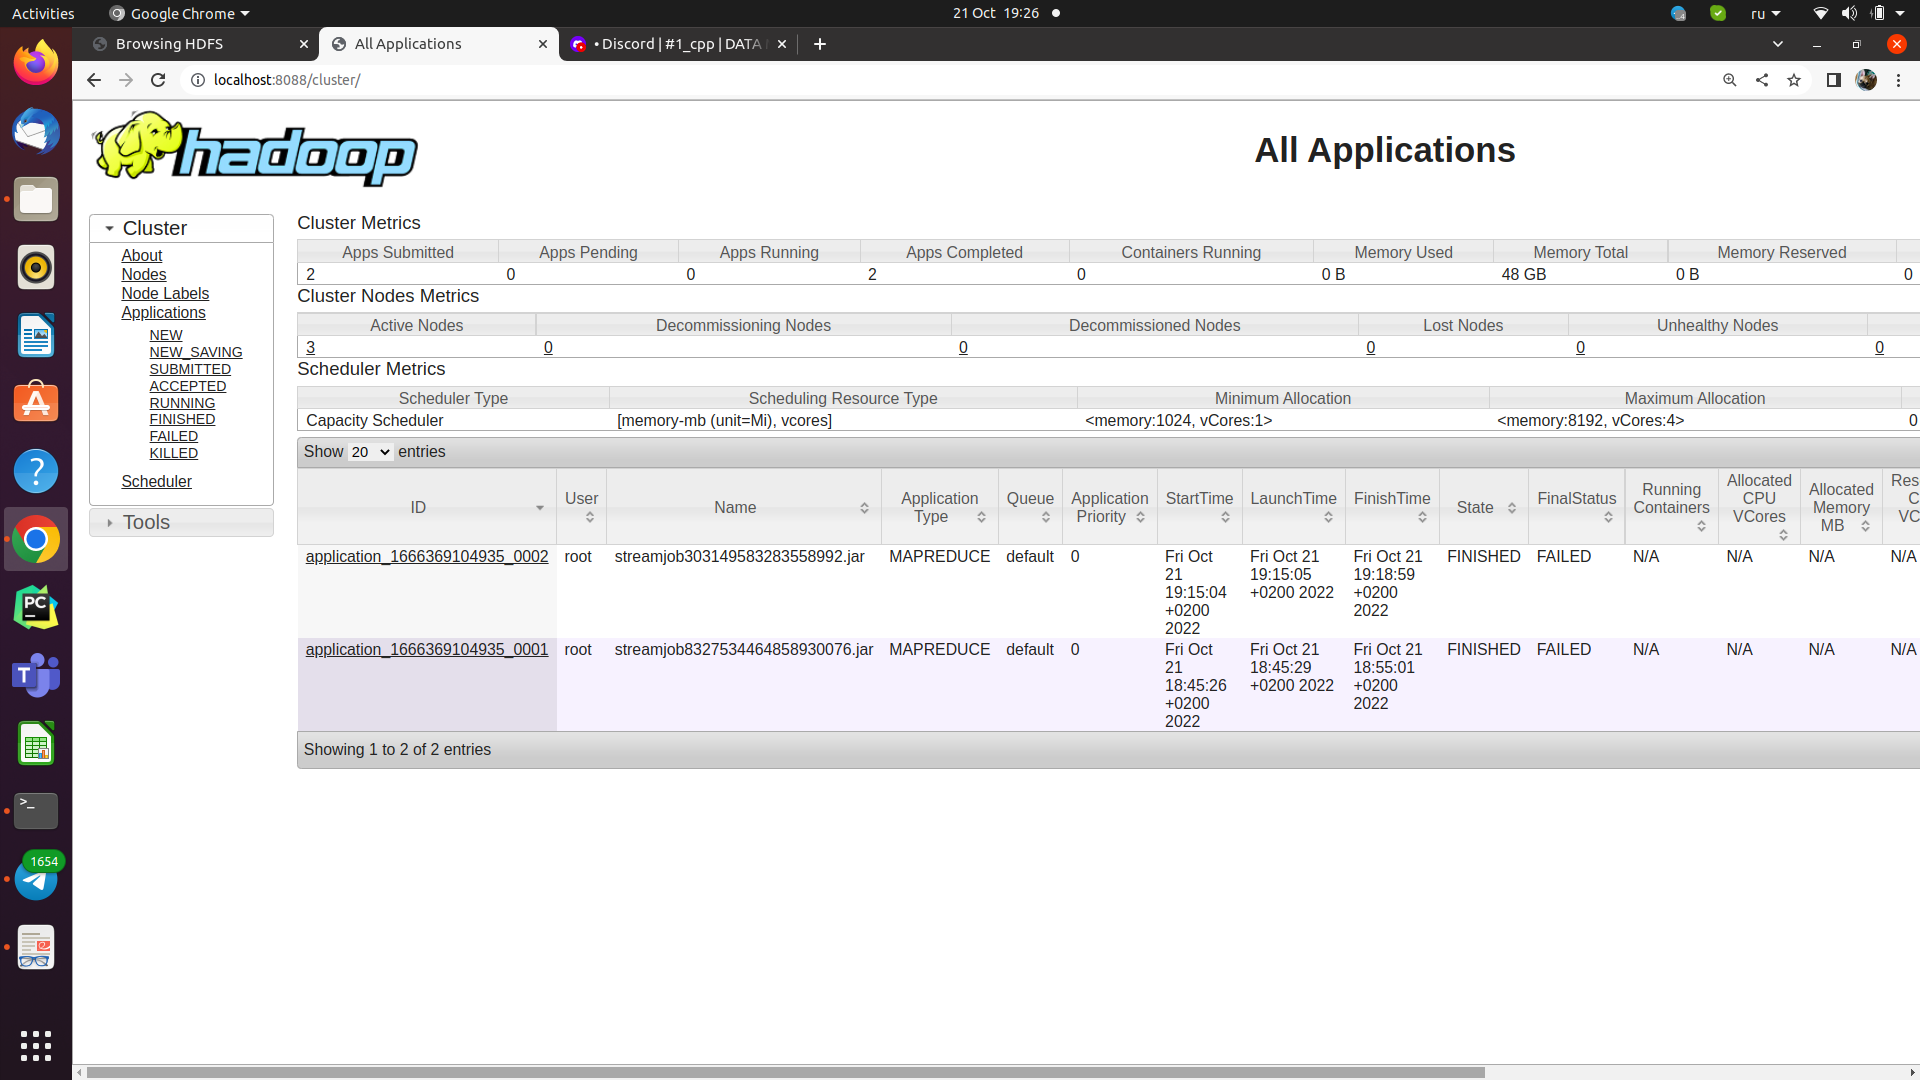 Activities
Google Chrome
21 Oct 19:26
ru
Browsing HDFS
All Applications
• Discord | #1_cpp | DATA
localhost:8088/cluster/
hadoop
All Applications
Cluster
About
Nodes
Node Labels
Applications
NEW
NEW_SAVING
SUBMITTED
ACCEPTED
RUNNING
FINISHED
FAILED
KILLED
Scheduler
Tools
Cluster Metrics
Apps Submitted Apps Pending Apps Running Apps Completed Containers Running Memory Used Memory Total Memory Reserved
2 0 0 2 0 0 B 48 GB 0 B 0
Cluster Nodes Metrics
Active Nodes Decommissioning Nodes Decommissioned Nodes Lost Nodes Unhealthy Nodes
3 0 0 0 0 0
Scheduler Metrics
Scheduler Type Scheduling Resource Type Minimum Allocation Maximum Allocation
Capacity Scheduler [memory-mb (unit=Mi), vcores] <memory:1024, vCores:1> <memory:8192, vCores:4> 0
Show 20 entries
ID User Name Application Type Queue Application Priority StartTime LaunchTime FinishTime State FinalStatus Running Containers Allocated CPU VCores Allocated Memory MB Res C VC
application_1666369104935_0002 root streamjob303149583283558992.jar MAPREDUCE default 0 Fri Oct 21 19:15:04 +0200 2022 Fri Oct 21 19:15:05 +0200 2022 Fri Oct 21 19:18:59 +0200 2022 FINISHED FAILED N/A N/A N/A N/A
application_1666369104935_0001 root streamjob8327534464858930076.jar MAPREDUCE default 0 Fri Oct 21 18:45:26 +0200 2022 Fri Oct 21 18:45:29 +0200 2022 Fri Oct 21 18:55:01 +0200 2022 FINISHED FAILED N/A N/A N/A N/A
Showing 1 to 2 of 2 entries
PC
T
1654